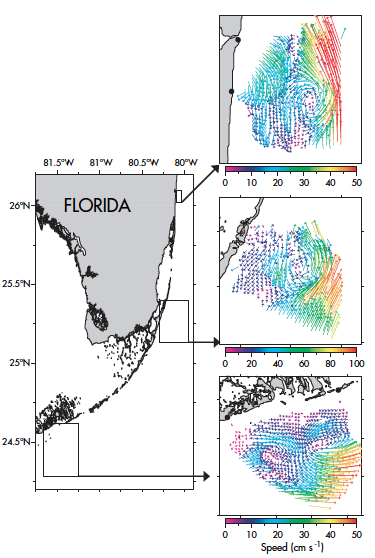 81.5°W 81°W 80.5°W 80°W
FLORIDA
26°N
25.5°N
25°N
24.5°N
0 10 20 30 40 50
0 20 40 60 80 100
0 10 20 30 40 50
Speed (cm s⁻¹)